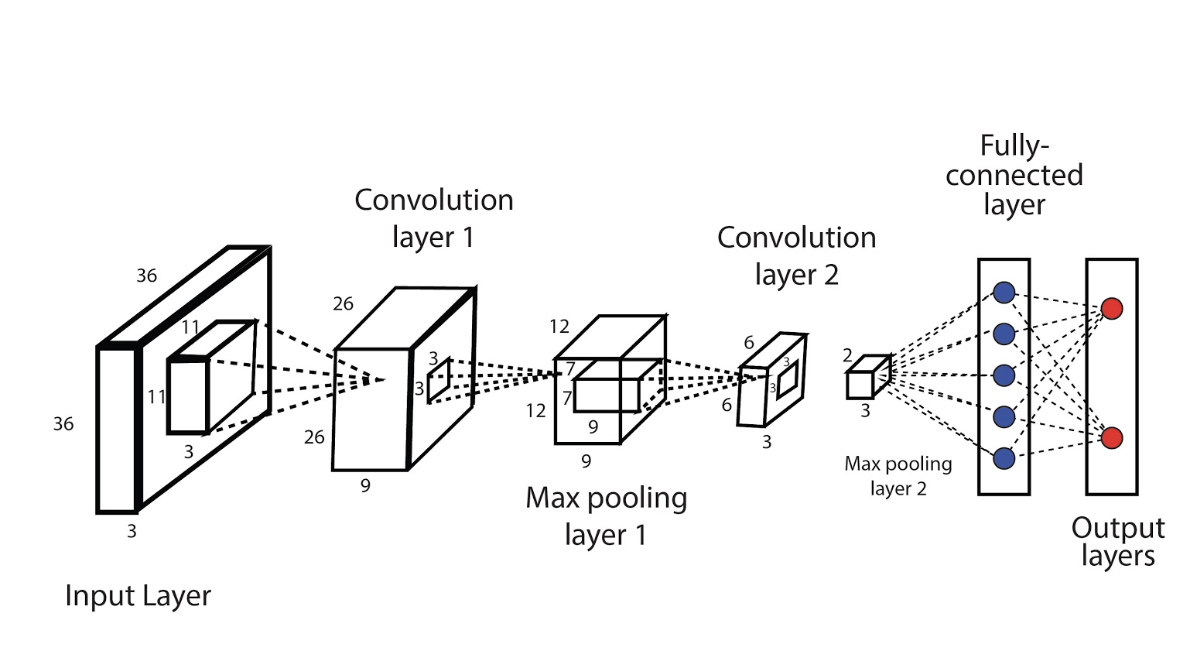 Input Layer
36
36
3
11
11
3
Convolution
layer 1
26
26
9
3
3
Max pooling
layer 1
12
12
9
7
7
9
Convolution
layer 2
6
6
3
3
3
Max pooling
layer 2
2
3
Fully-
connected
layer
Output
layers